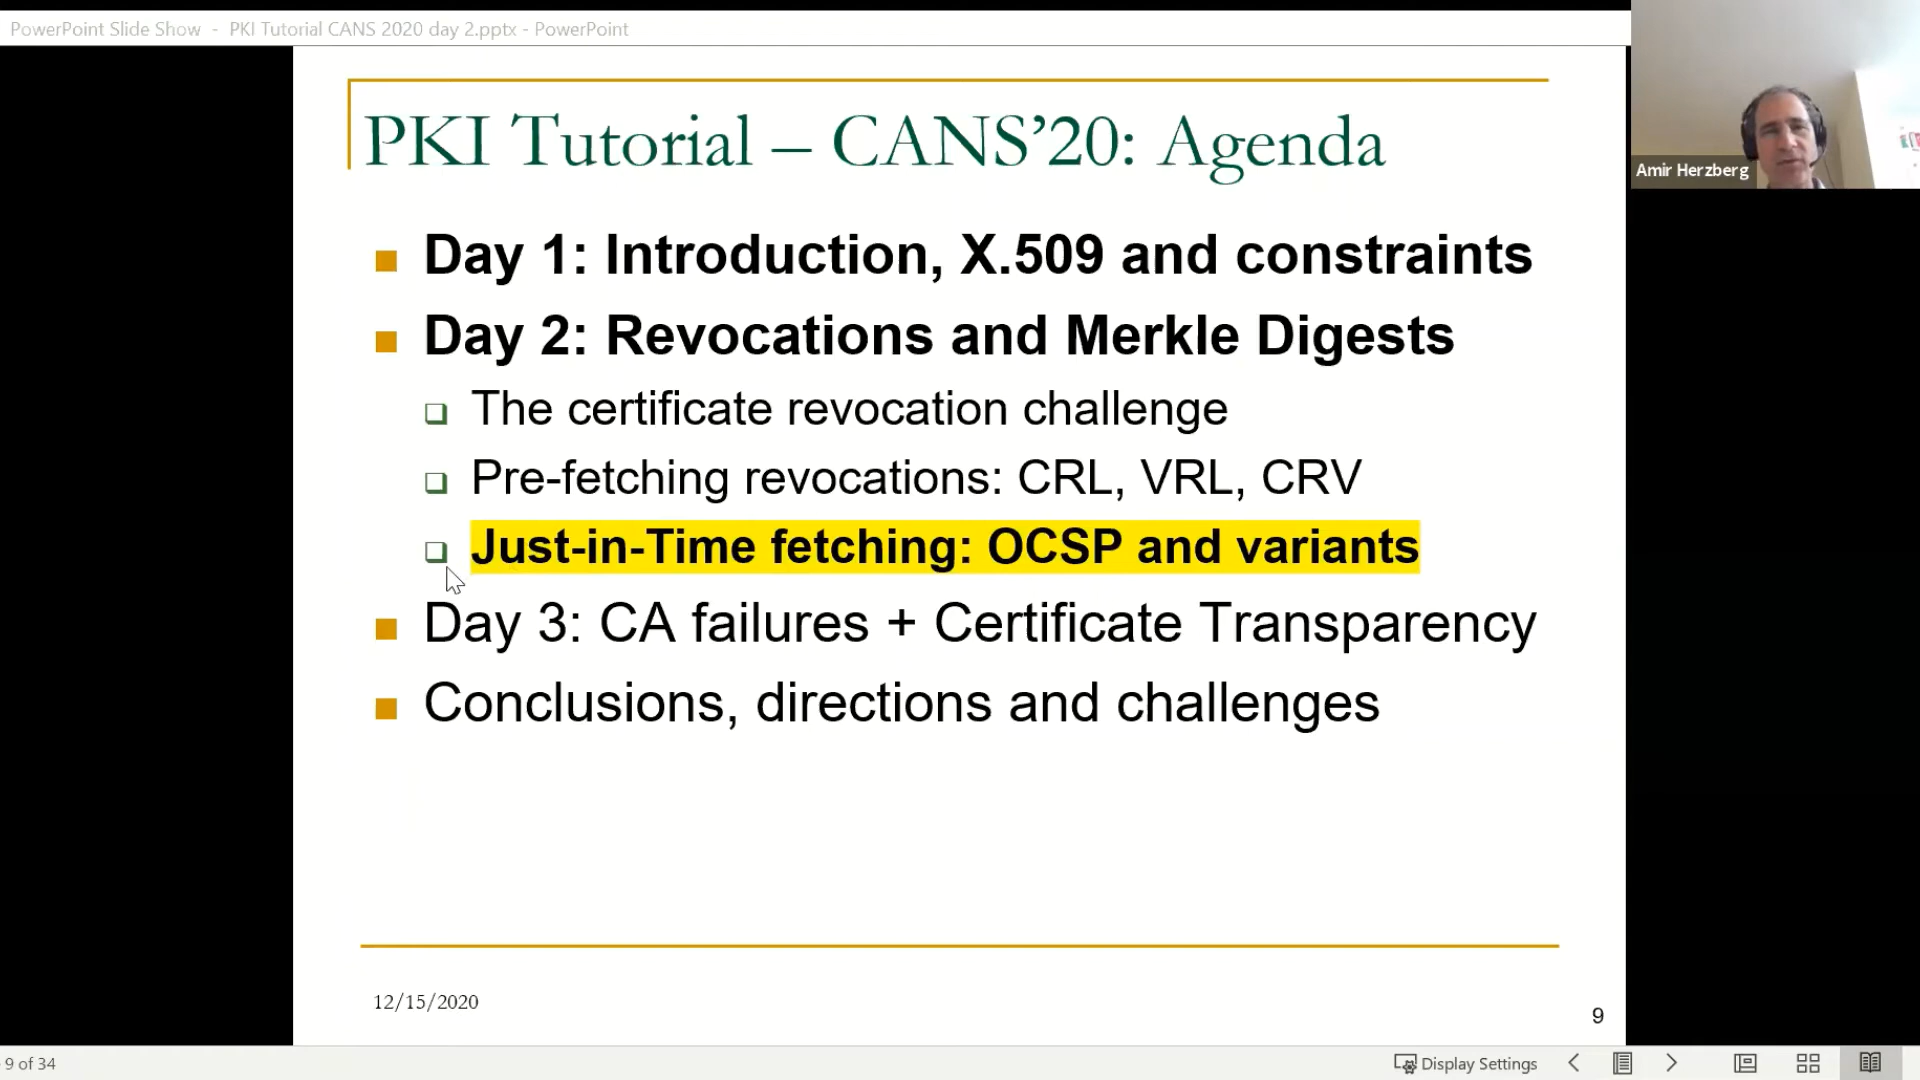 PowerPoint Slide Show - PKI Tutorial CANS 2020 day 2.pptx - PowerPoint
Amir Herzberg
PKI Tutorial – CANS’20: Agenda
Day 1: Introduction, X.509 and constraints
Day 2: Revocations and Merkle Digests
The certificate revocation challenge
Pre-fetching revocations: CRL, VRL, CRV
Just-in-Time fetching: OCSP and variants
Day 3: CA failures + Certificate Transparency
Conclusions, directions and challenges
12/15/2020
9
9 of 34
Display Settings